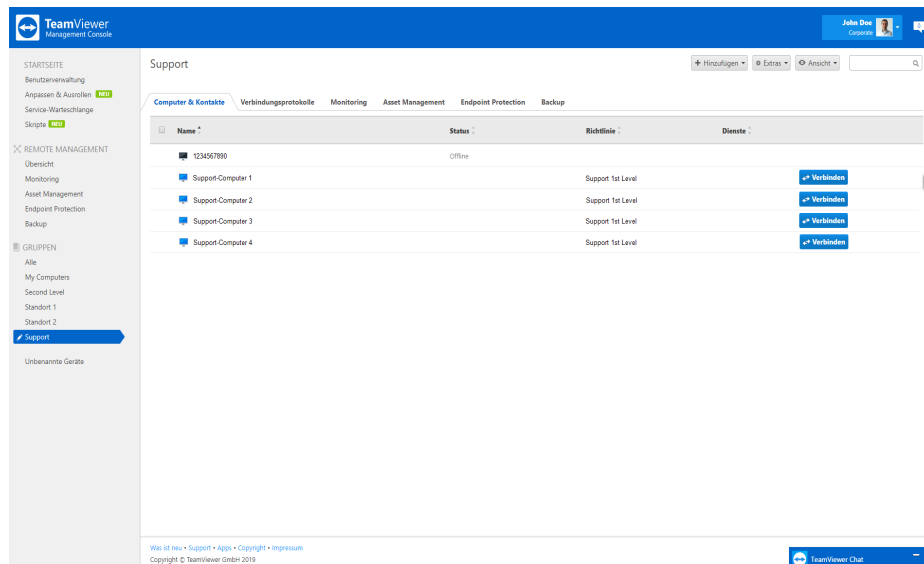 TeamViewer
Management Console
John Doe
Corporate
STARTSEITE
Benutzerverwaltung
Anpassen & Ausrollen NEU
Service-Warteschlange
Skripte NEU
REMOTE MANAGEMENT
Übersicht
Monitoring
Asset Management
Endpoint Protection
Backup
GRUPPEN
Alle
My Computers
Second Level
Standort 1
Standort 2
Support
Unbenannte Geräte
Support
Hinzufügen Extras Ansicht
Computer & Kontakte Verbindungsprotokolle Monitoring Asset Management Endpoint Protection Backup
Name Status Richtlinie Dienste
1234567890 Offline
Support-Computer 1 Support 1st Level Verbinden
Support-Computer 2 Support 1st Level Verbinden
Support-Computer 3 Support 1st Level Verbinden
Support-Computer 4 Support 1st Level Verbinden
Was ist neu • Support • Apps • Copyright • Impressum
Copyright © TeamViewer GmbH 2019
TeamViewer Chat